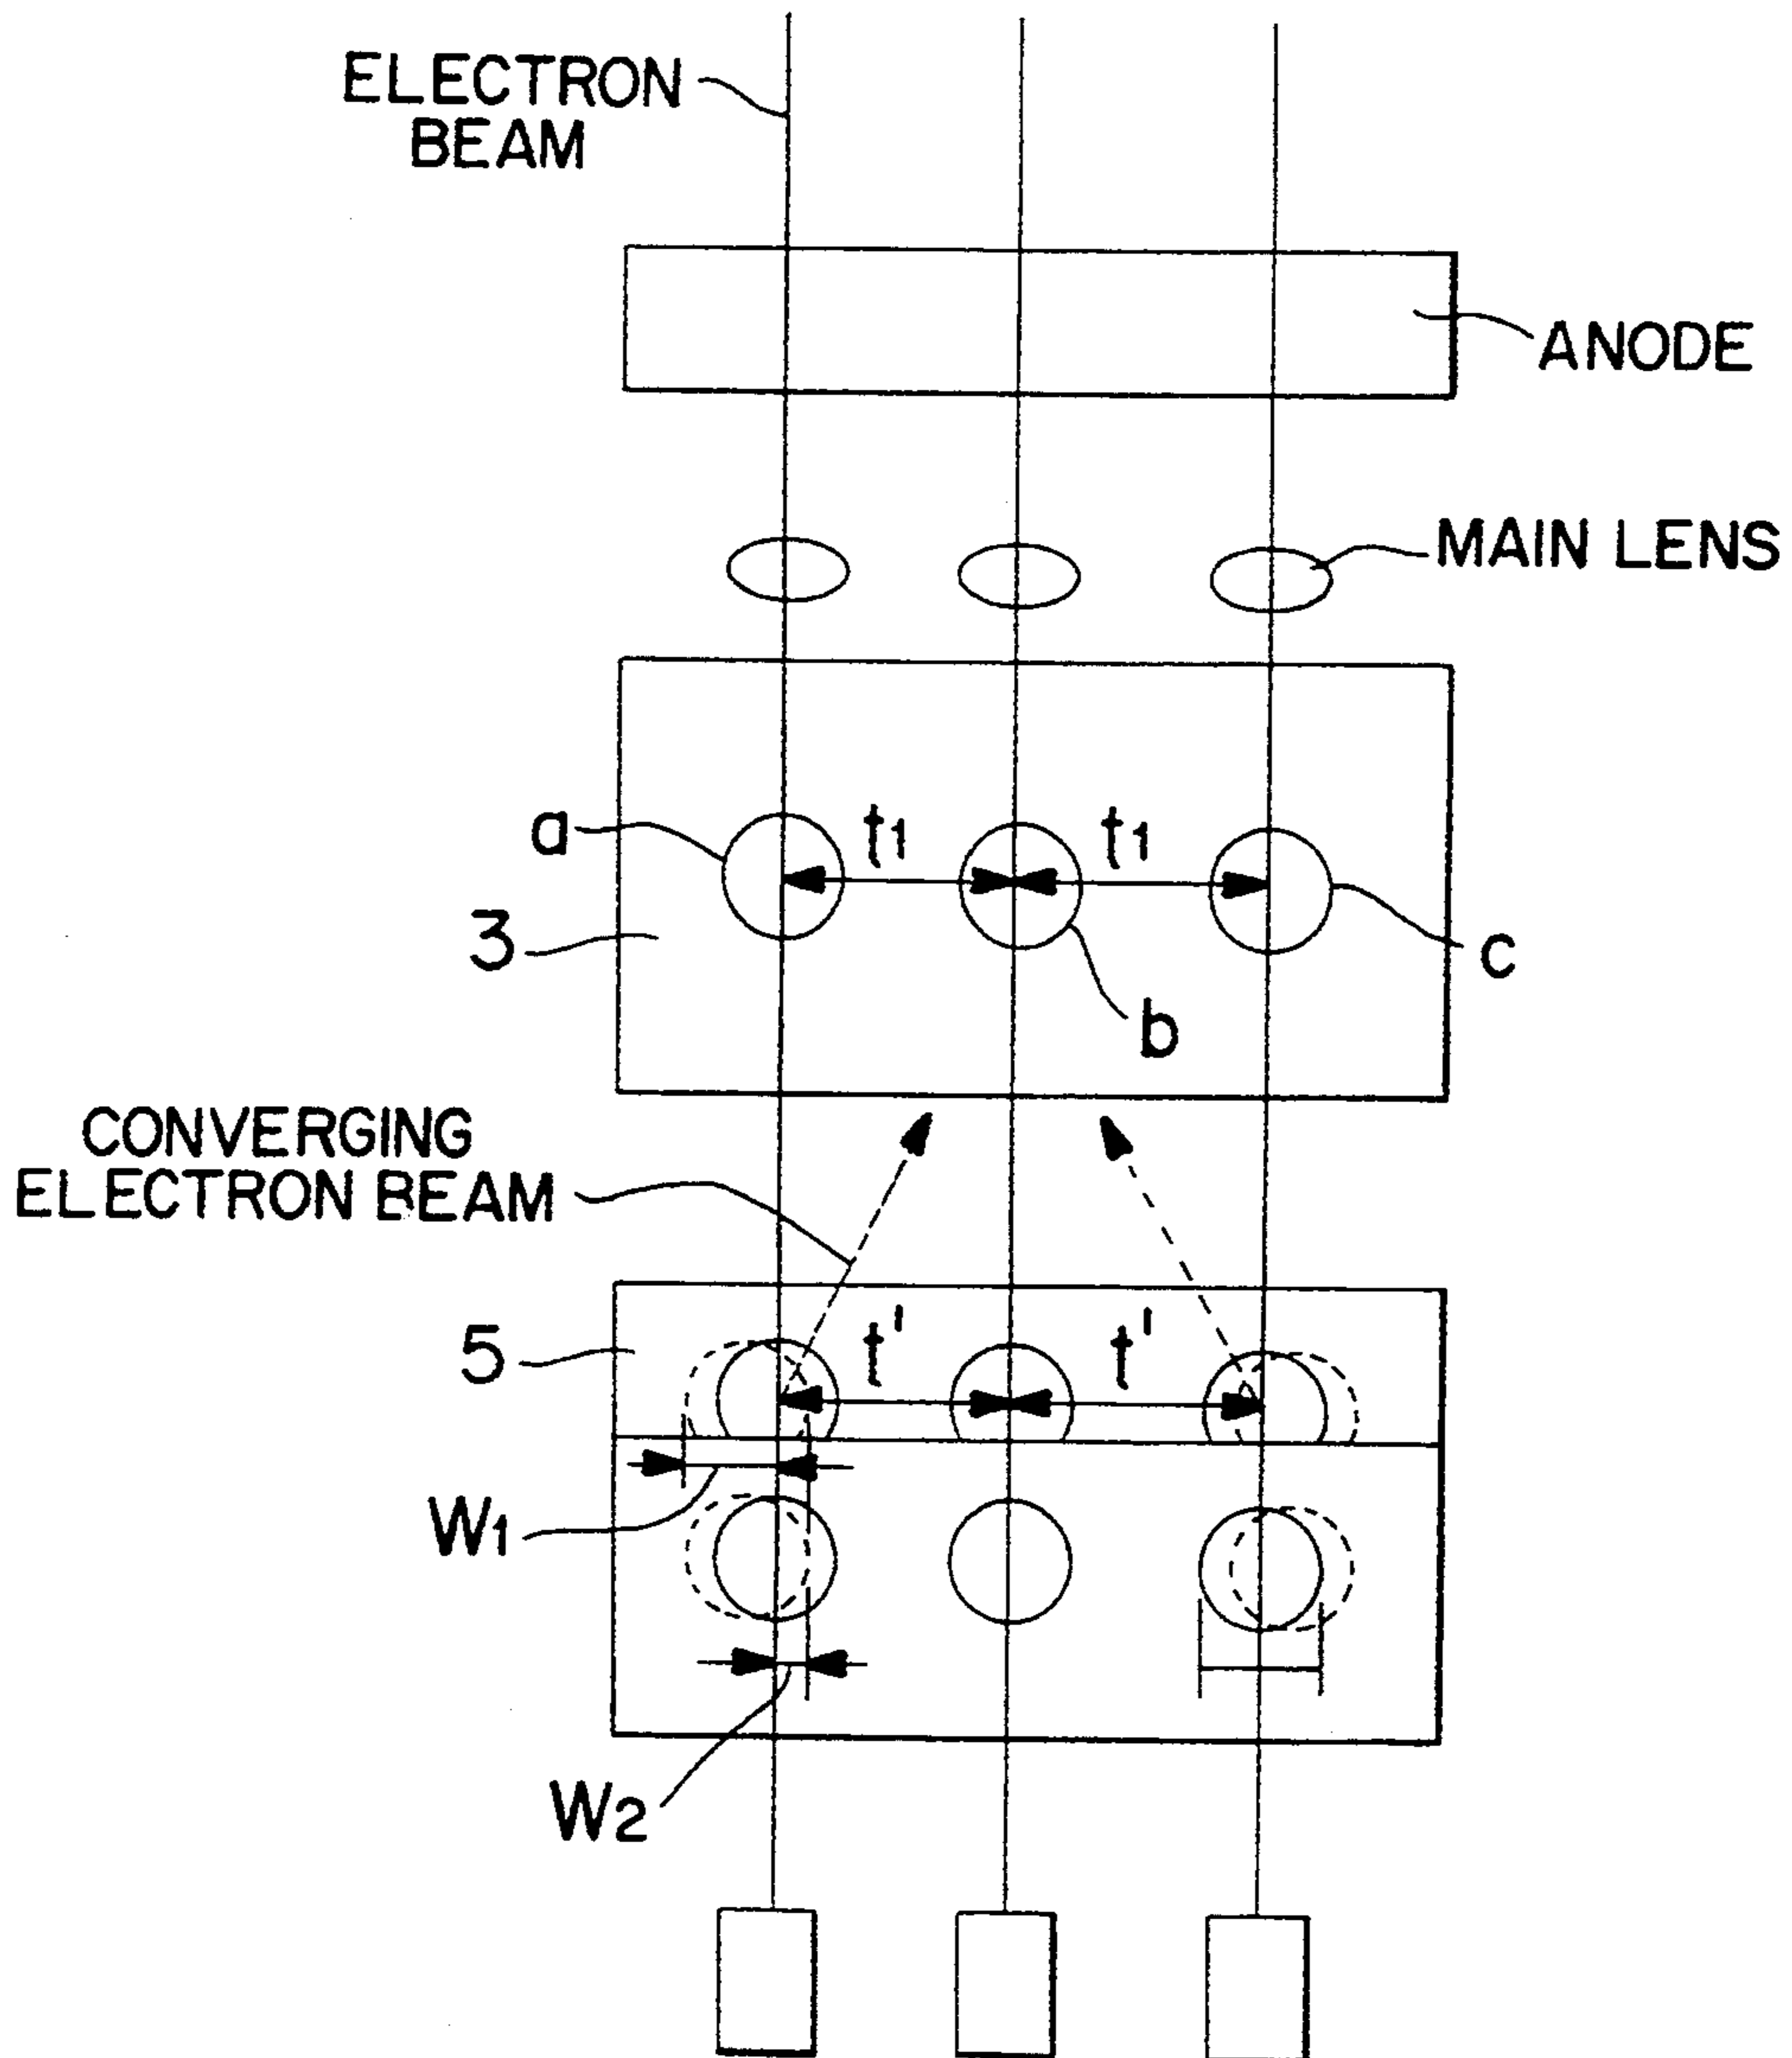 ELECTRON
BEAM
ANODE
MAIN LENS
a
t1
t1
3
c
b
CONVERGING
ELECTRON BEAM
5
t'
t'
W1
W2